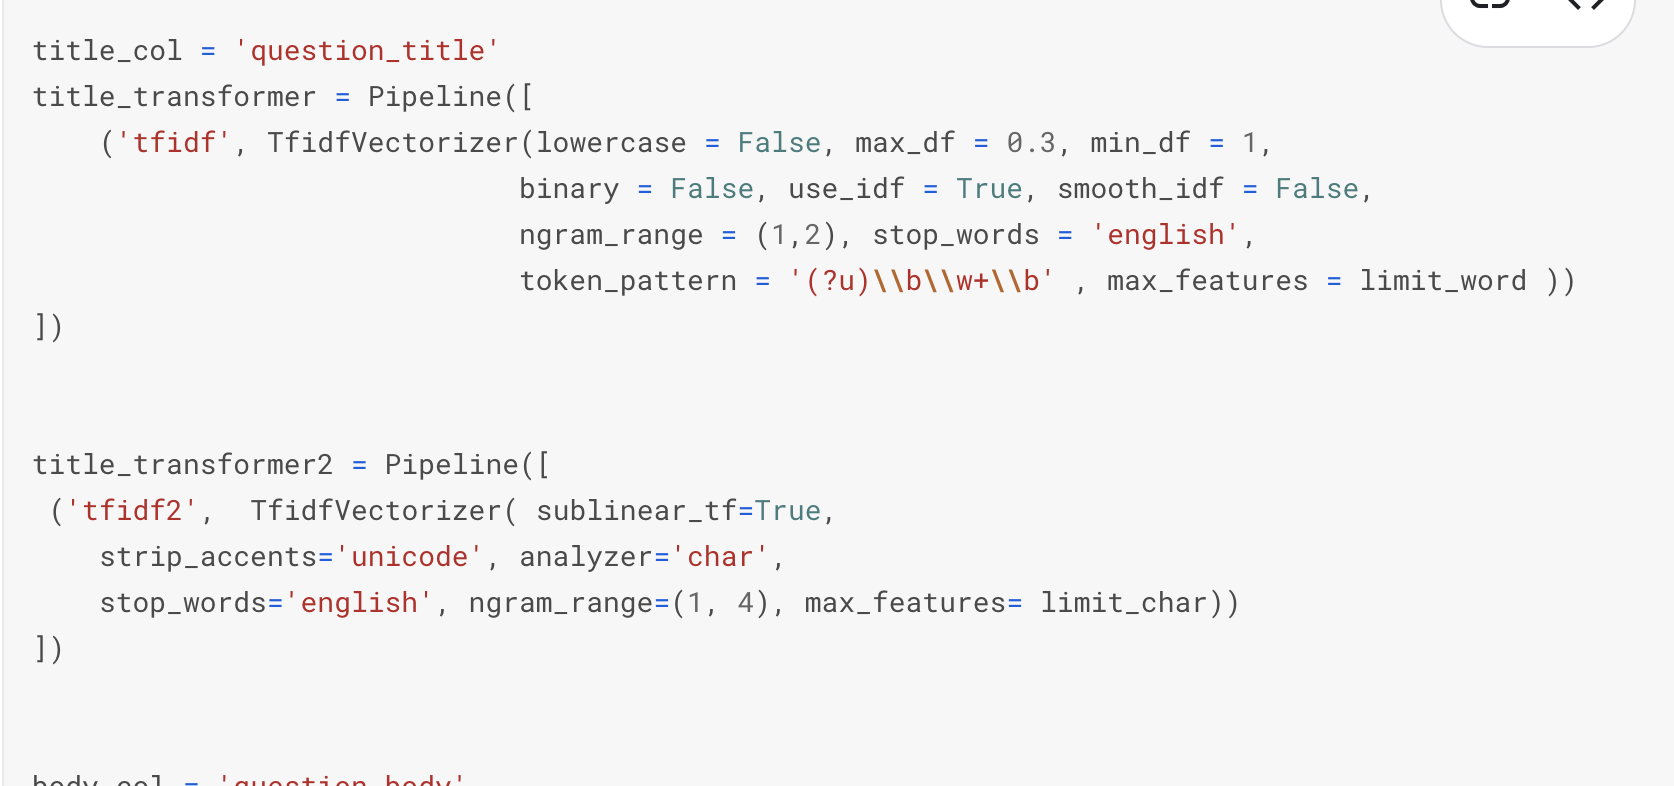 title_col = 'question_title'
title_transformer = Pipeline([
    ('tfidf', TfidfVectorizer(lowercase = False, max_df = 0.3, min_df = 1,
                             binary = False, use_idf = True, smooth_idf = False,
                             ngram_range = (1,2), stop_words = 'english',
                             token_pattern = '(?u)\\b\\w+\\b' , max_features = limit_word ))
])
title_transformer2 = Pipeline([
 ('tfidf2',  TfidfVectorizer( sublinear_tf=True,
    strip_accents='unicode', analyzer='char',
    stop_words='english', ngram_range=(1, 4), max_features= limit_char))
])
body_col = 'question_body'